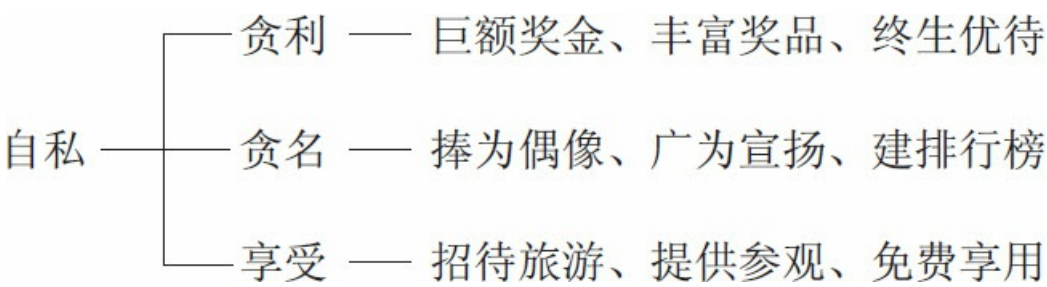 贪利 巨额奖金、丰富奖品、终生优待
自私 贪名 捧为偶像、广为宣扬、建排行榜
享受 招待旅游、提供参观、免费享用